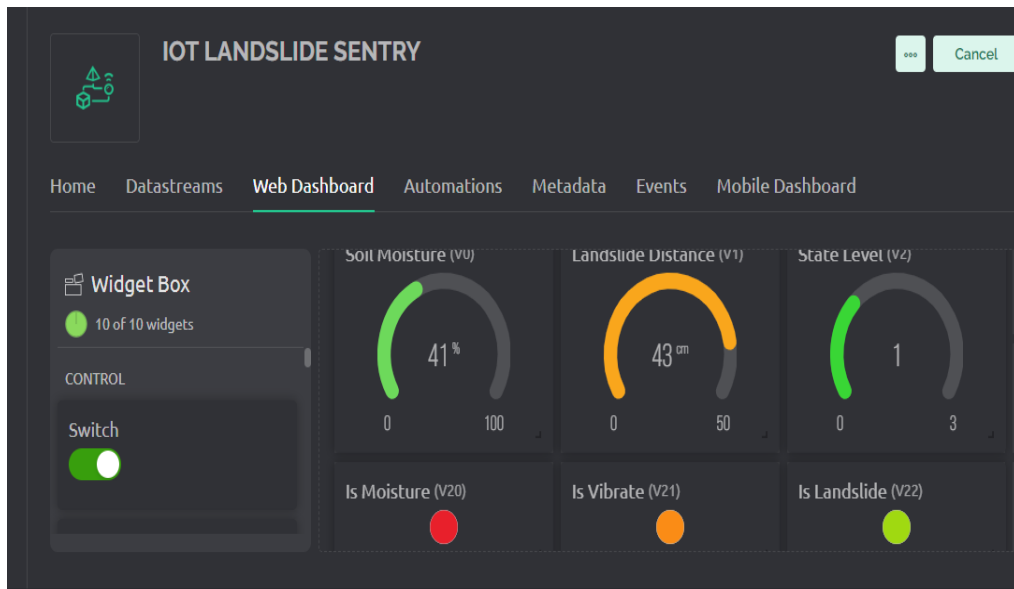 IOT LANDSLIDE SENTRY
Cancel
Home Datastreams Web Dashboard Automations Metadata Events Mobile Dashboard
Widget Box
10 of 10 widgets
CONTROL
Switch
Soil Moisture (V0) Landslide Distance (V1) State Level (V2)
41 % 43 cm 1
0 100 0 50 0 3
Is Moisture (V20) Is Vibrate (V21) Is Landslide (V22)